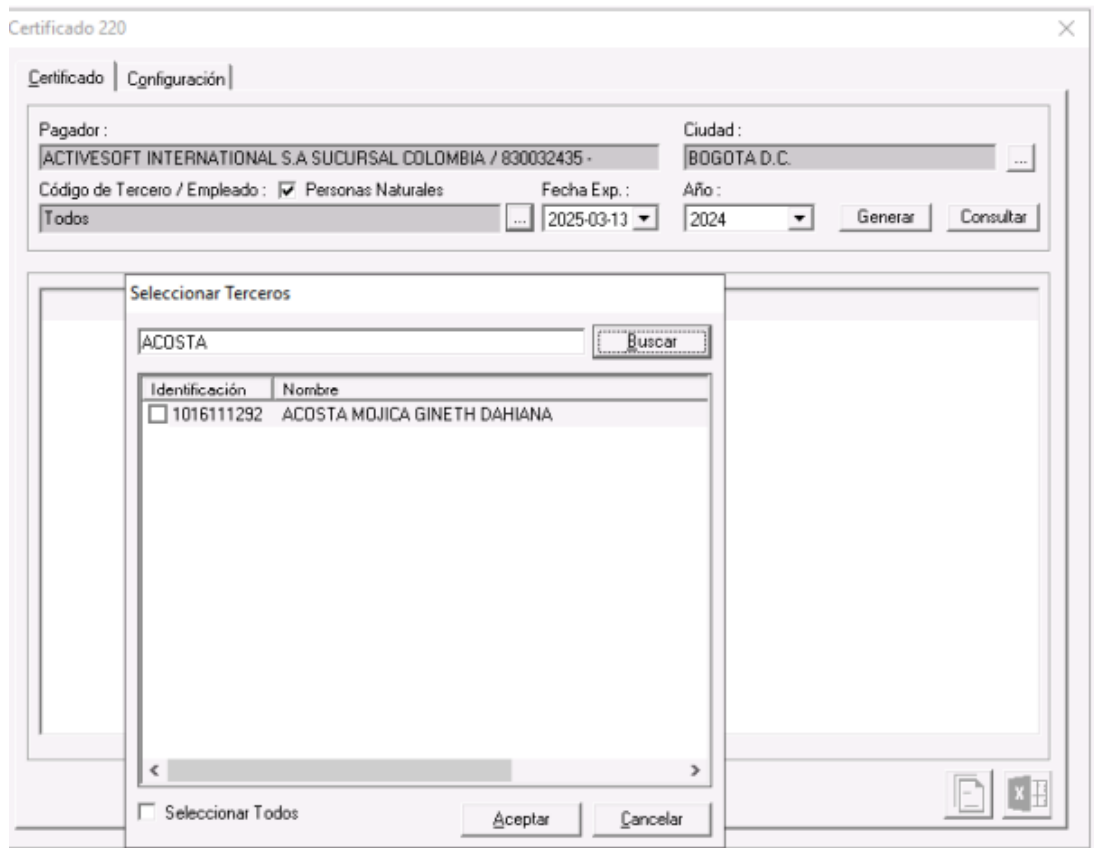 Certificado 220
Certificado Configuración
Pagador : Ciudad :
ACTIVESOFT INTERNATIONAL S.A SUCURSAL COLOMBIA / 830032435 - BOGOTA D.C. ...
Código de Tercero / Empleado : Personas Naturales Fecha Exp. : Año :
Todos ... 2025-03-13 2024 Generar Consultar
Seleccionar Terceros
ACOSTA Buscar
Identificación Nombre
1016111292 ACOSTA MOJICA GINETH DAHIANA
Seleccionar Todos Aceptar Cancelar